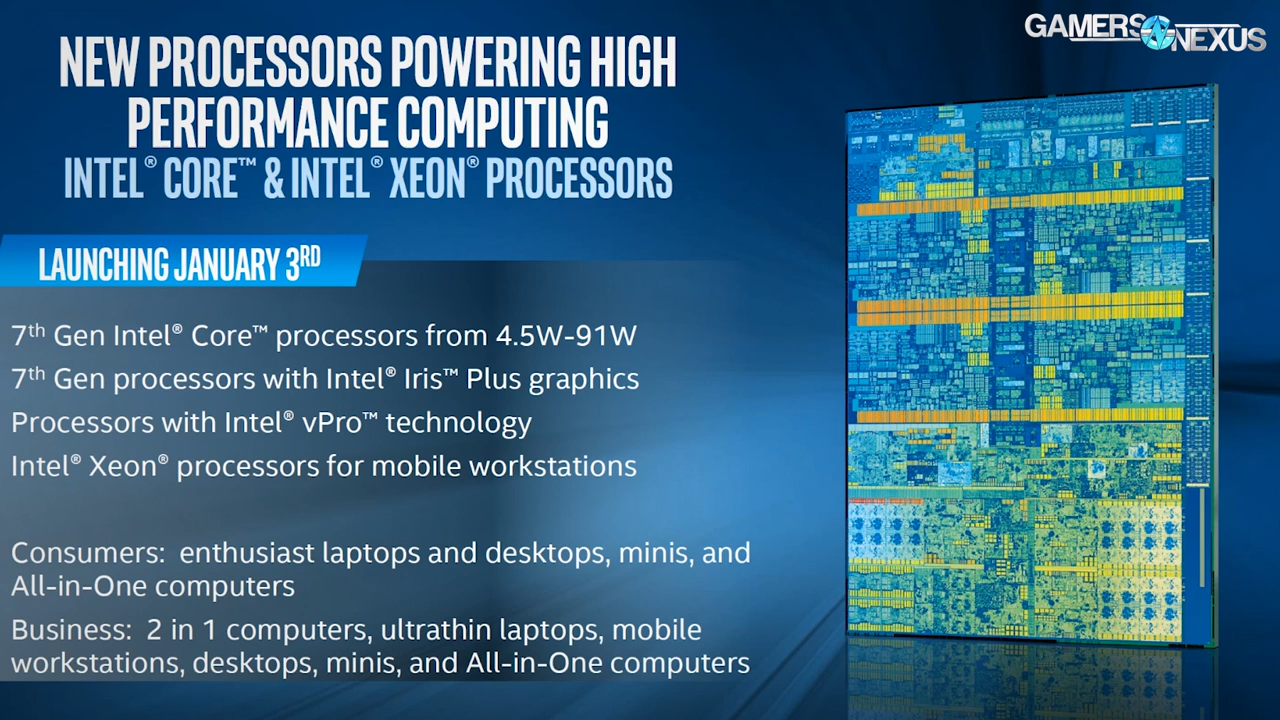 GAMERS NEXUS
NEW PROCESSORS POWERING HIGH
PERFORMANCE COMPUTING
INTEL® CORE™ & INTEL® XEON® PROCESSORS
LAUNCHING JANUARY 3RD
7th Gen Intel® Core™ processors from 4.5W-91W
7th Gen processors with Intel® Iris™ Plus graphics
Processors with Intel® vPro™ technology
Intel® Xeon® processors for mobile workstations
Consumers: enthusiast laptops and desktops, minis, and
All-in-One computers
Business: 2 in 1 computers, ultrathin laptops, mobile
workstations, desktops, minis, and All-in-One computers